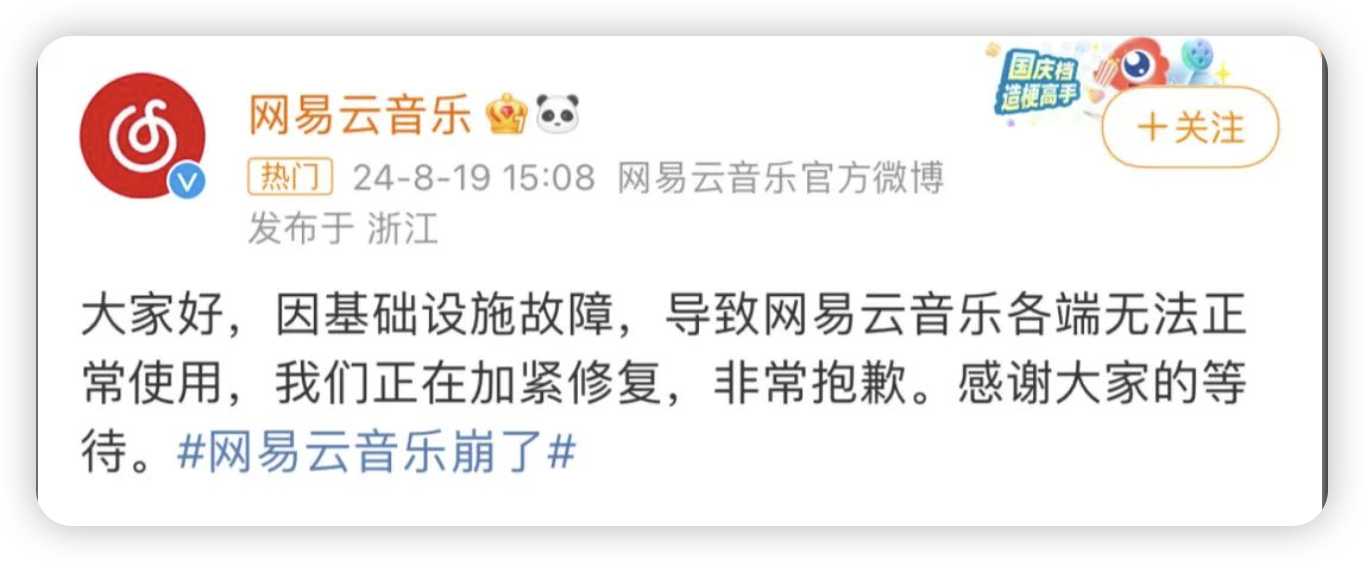 国庆档
造梗高手
网易云音乐
+关注
热门 24-8-19 15:08 网易云音乐官方微博
发布于 浙江
大家好，因基础设施故障，导致网易云音乐各端无法正
常使用，我们正在加紧修复，非常抱歉。感谢大家的等
待。#网易云音乐崩了#